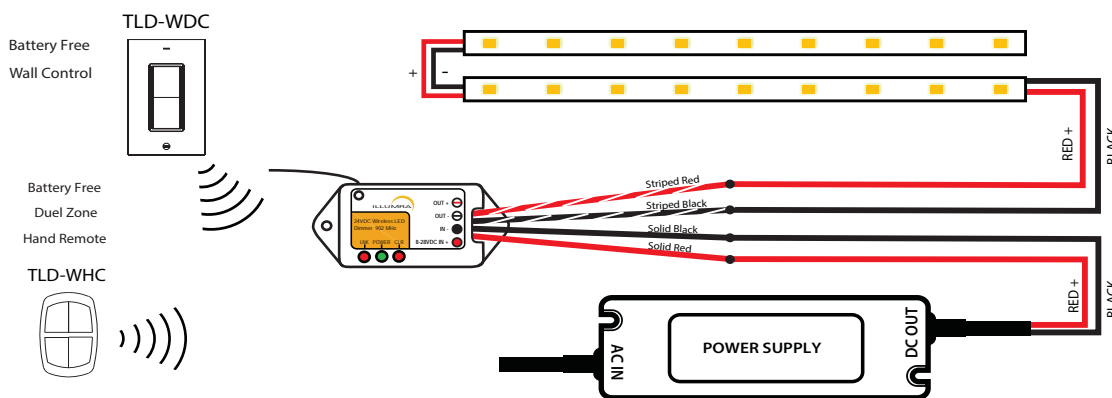 TLD-WDC
Battery Free
Wall Control
Battery Free
Duel Zone
Hand Remote
TLD-WHC
ILLUMRA
24VDC Wireless LED
Dimmer 902 MHz
LINK POWER CLR
OUT +
OUT -
IN -
8-28VDC IN +
+ -
Striped Red
Striped Black
Solid Black
Solid Red
RED +
BLACK
RED +
BLACK
AC IN
POWER SUPPLY
DC OUT